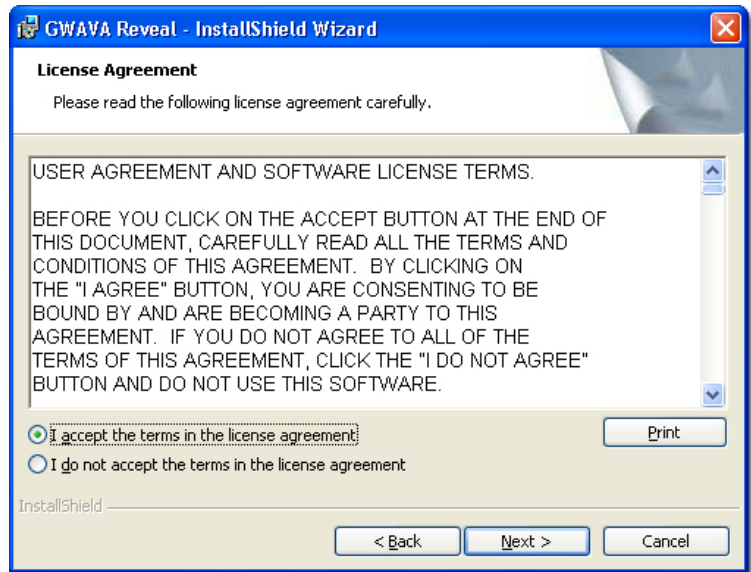 GWAVA Reveal - InstallShield Wizard
License Agreement
Please read the following license agreement carefully.
USER AGREEMENT AND SOFTWARE LICENSE TERMS.
BEFORE YOU CLICK ON THE ACCEPT BUTTON AT THE END OF
THIS DOCUMENT, CAREFULLY READ ALL THE TERMS AND
CONDITIONS OF THIS AGREEMENT.  BY CLICKING ON
THE "I AGREE" BUTTON, YOU ARE CONSENTING TO BE
BOUND BY AND ARE BECOMING A PARTY TO THIS
AGREEMENT.  IF YOU DO NOT AGREE TO ALL OF THE
TERMS OF THIS AGREEMENT, CLICK THE "I DO NOT AGREE"
BUTTON AND DO NOT USE THIS SOFTWARE.
I accept the terms in the license agreement
Print
I do not accept the terms in the license agreement
InstallShield
< Back
Next >
Cancel